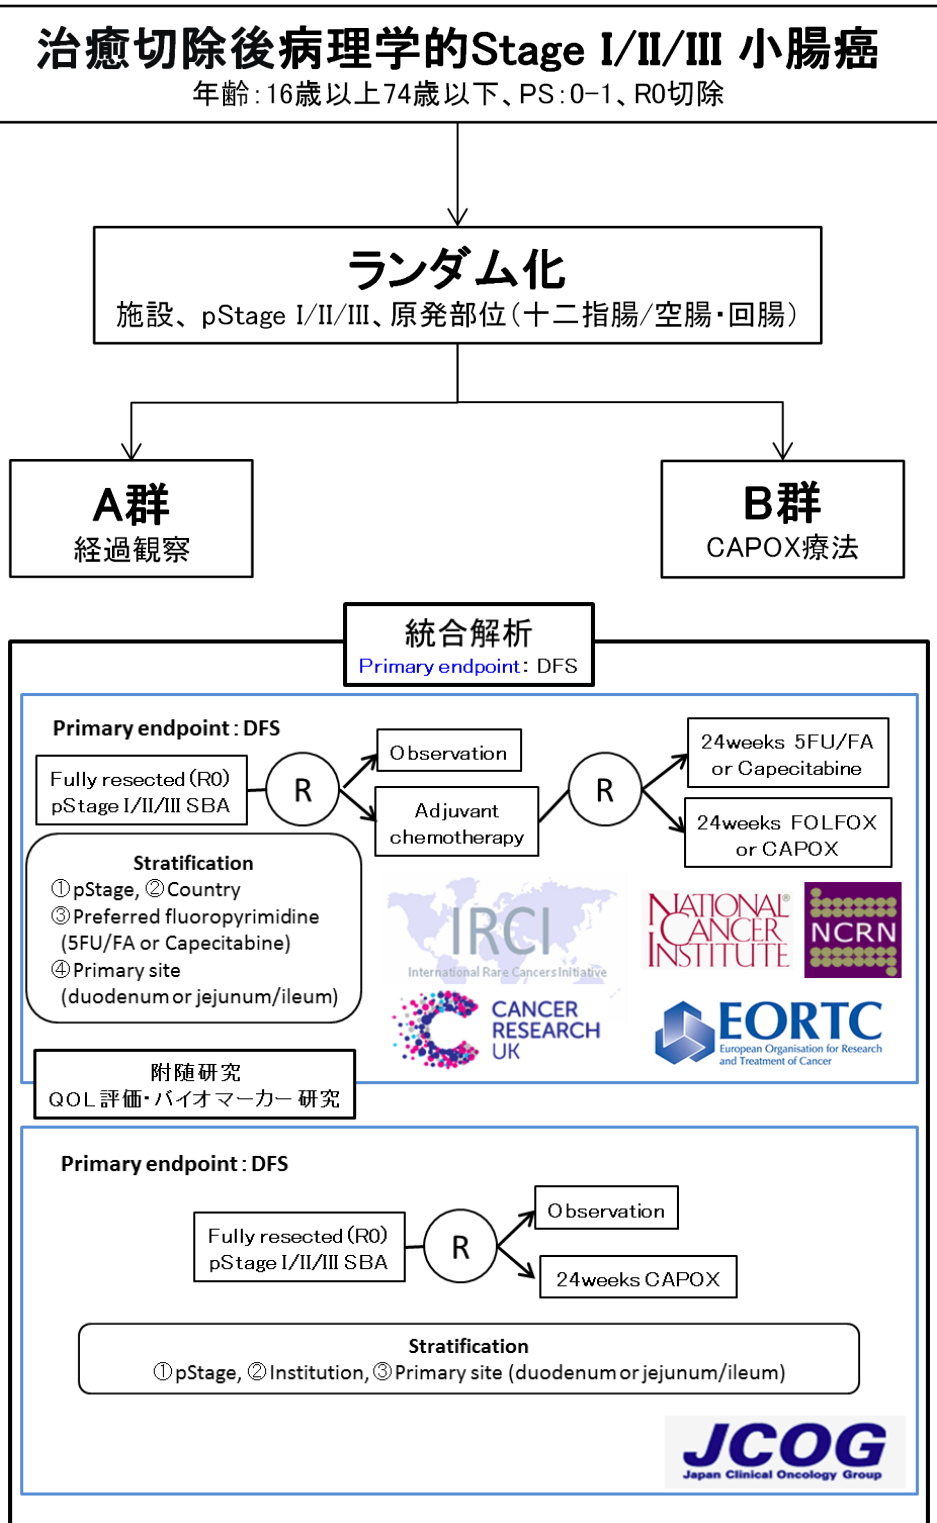 治癒切除後病理学的Stage I/II/III 小腸癌
年齢：16歳以上74歳以下、PS：0-1、R0切除
ランダム化
施設、 pStage I/II/III、原発部位（十二指腸/空腸・回腸）
A群
経過観察
B群
CAPOX療法
統合解析
Primary endpoint： DFS
Primary endpoint : DFS
Fully resected (R0)
pStage I/II/III SBA
R
Observation
Adjuvant
chemotherapy
R
24weeks 5FU/FA
or Capecitabine
24weeks FOLFOX
or CAPOX
Stratification
①pStage, ②Country
③Preferred fluoropyrimidine
(5FU/FA or Capecitabine)
④Primary site
(duodenum or jejunum/ileum)
IRCI
International Rare Cancers Initiative
NATIONAL
CANCER
INSTITUTE
®
NCRN
CANCER
RESEARCH
UK
EORTC
European Organisation for Research
and Treatment of Cancer
附随研究
QOL評価・バイオマーカー研究
Primary endpoint : DFS
Fully resected (R0)
pStage I/II/III SBA
R
Observation
24weeks CAPOX
Stratification
①pStage, ②Institution, ③Primary site (duodenum or jejunum/ileum)
JCOG
Japan Clinical Oncology Group